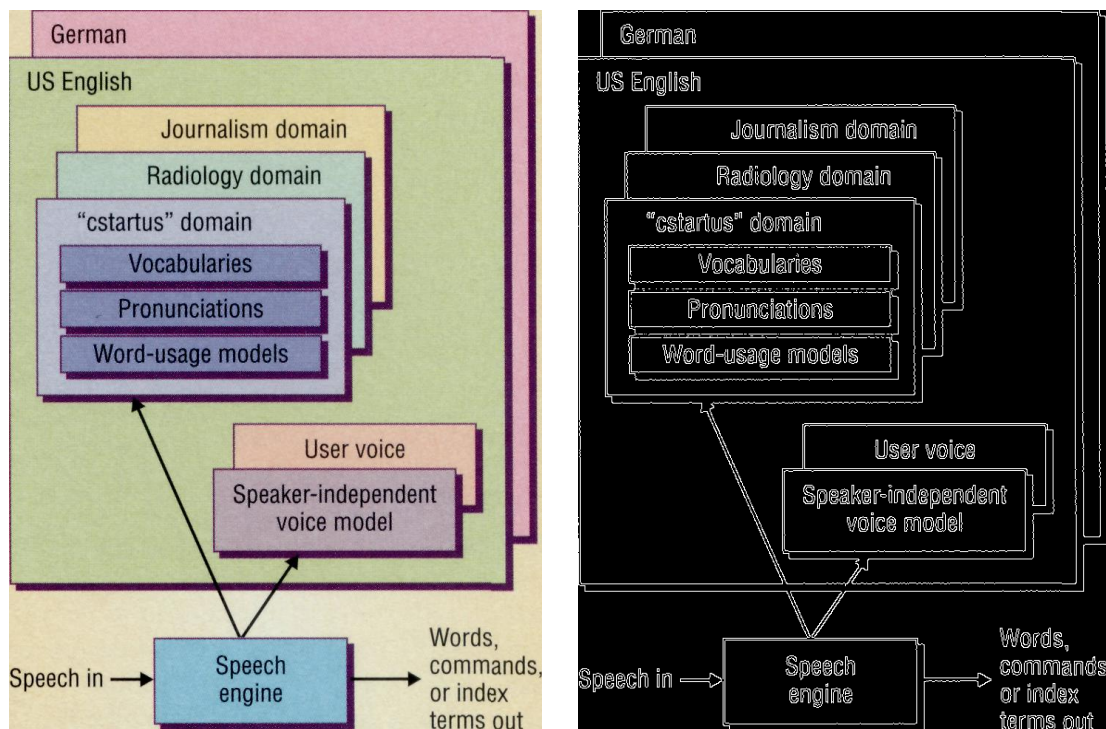 German
US English
Journalism domain
Radiology domain
“cstartus” domain
Vocabularies
Pronunciations
Word-usage models
User voice
Speaker-independent
voice model
Speech in
Speech
engine
Words,
commands,
or index
terms out
German
US English
Journalism domain
Radiology domain
“cstartus” domain
Vocabularies
Pronunciations
Word-usage models
User voice
Speaker-independent
voice model
Speech in
Speech
engine
Words,
commands,
or index
terms out